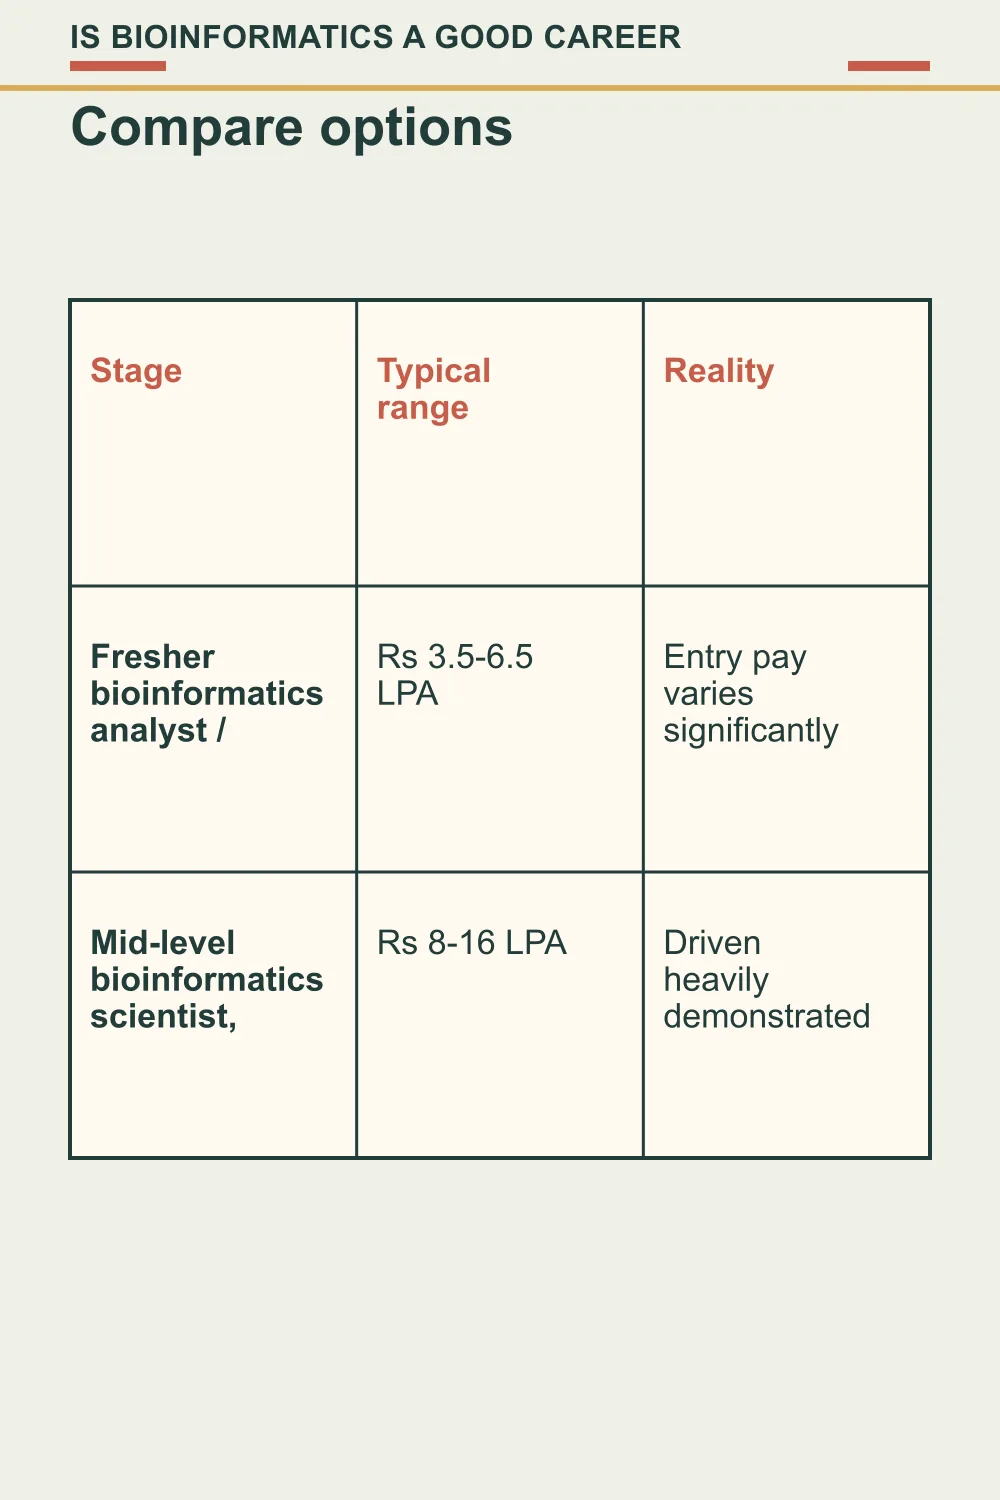 IS BIOINFORMATICS A GOOD CAREER
Compare options
Stage
Typical
range
Reality
Fresher
bioinformatics
analyst /
Rs 3.5-6.5
LPA
Entry pay
varies
significantly
Mid-level
bioinformatics
scientist,
Rs 8-16 LPA
Driven
heavily
demonstrated